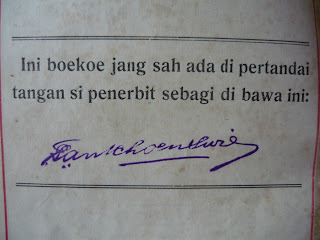 Ini boekoe jang sah ada di pertandai
tangan si penerbit sebagi di bawa ini: